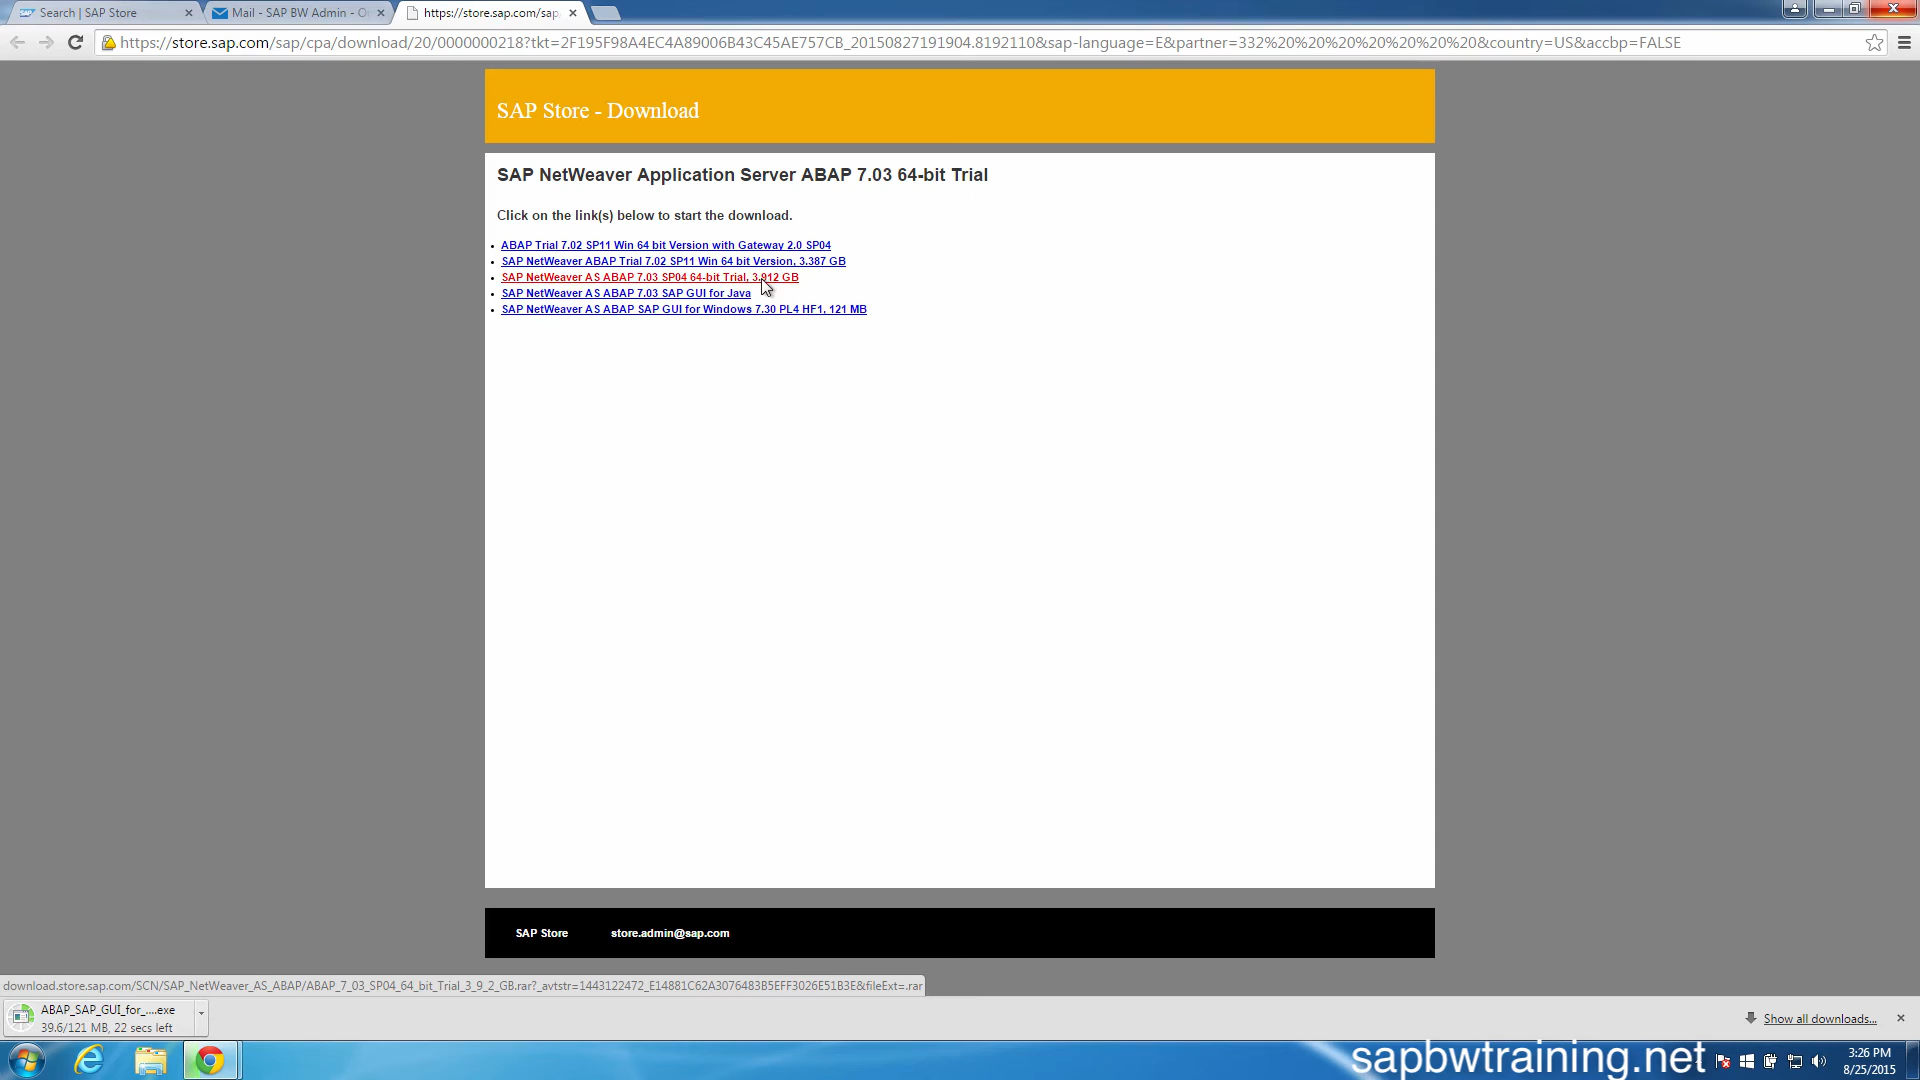 Search | SAP Store
Mail - SAP BW Admin - O
https://store.sap.com/sap
https://store.sap.com/sap/cpa/download/20/0000000218?tkt=2F195F98A4EC4A89006B43C45AE757CB_20150827191904.8192110&sap-language=E&partner=332%20%20%20%20%20%20%20&country=US&accbp=FALSE
SAP Store - Download
SAP NetWeaver Application Server ABAP 7.03 64-bit Trial
Click on the link(s) below to start the download.
ABAP Trial 7.02 SP11 Win 64 bit Version with Gateway 2.0 SP04
SAP NetWeaver ABAP Trial 7.02 SP11 Win 64 bit Version, 3.387 GB
SAP NetWeaver AS ABAP 7.03 SP04 64-bit Trial, 3.912 GB
SAP NetWeaver AS ABAP 7.03 SAP GUI for Java
SAP NetWeaver AS ABAP SAP GUI for Windows 7.30 PL4 HF1, 121 MB
SAP Store store.admin@sap.com
download.store.sap.com/SCN/SAP_NetWeaver_AS_ABAP/ABAP_7_03_SP04_64_bit_Trial_3_9_2_GB.rar?_avtstr=1443122472_E14881C62A3076483B5EFF3026E51B3E&fileExt=.rar
ABAP_SAP_GUI_for_....exe
39.6/121 MB, 22 secs left
Show all downloads...
sapbwtraining.net
3:26 PM
8/25/2015